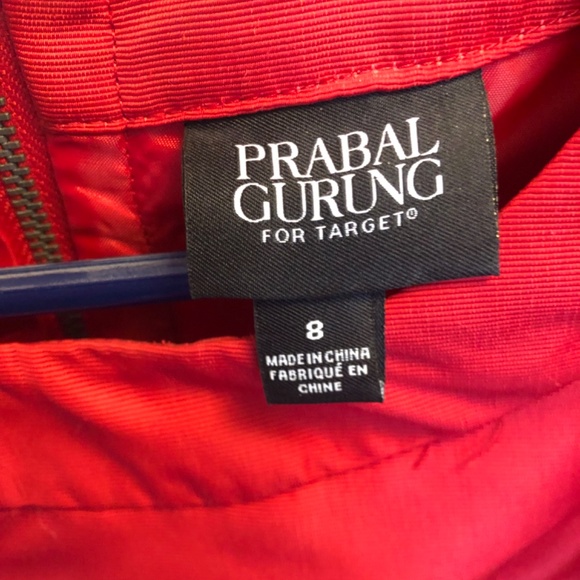 PRABAL
GURUNG
FOR TARGET®
8
MADE IN CHINA
FABRIQUÉ EN
CHINE